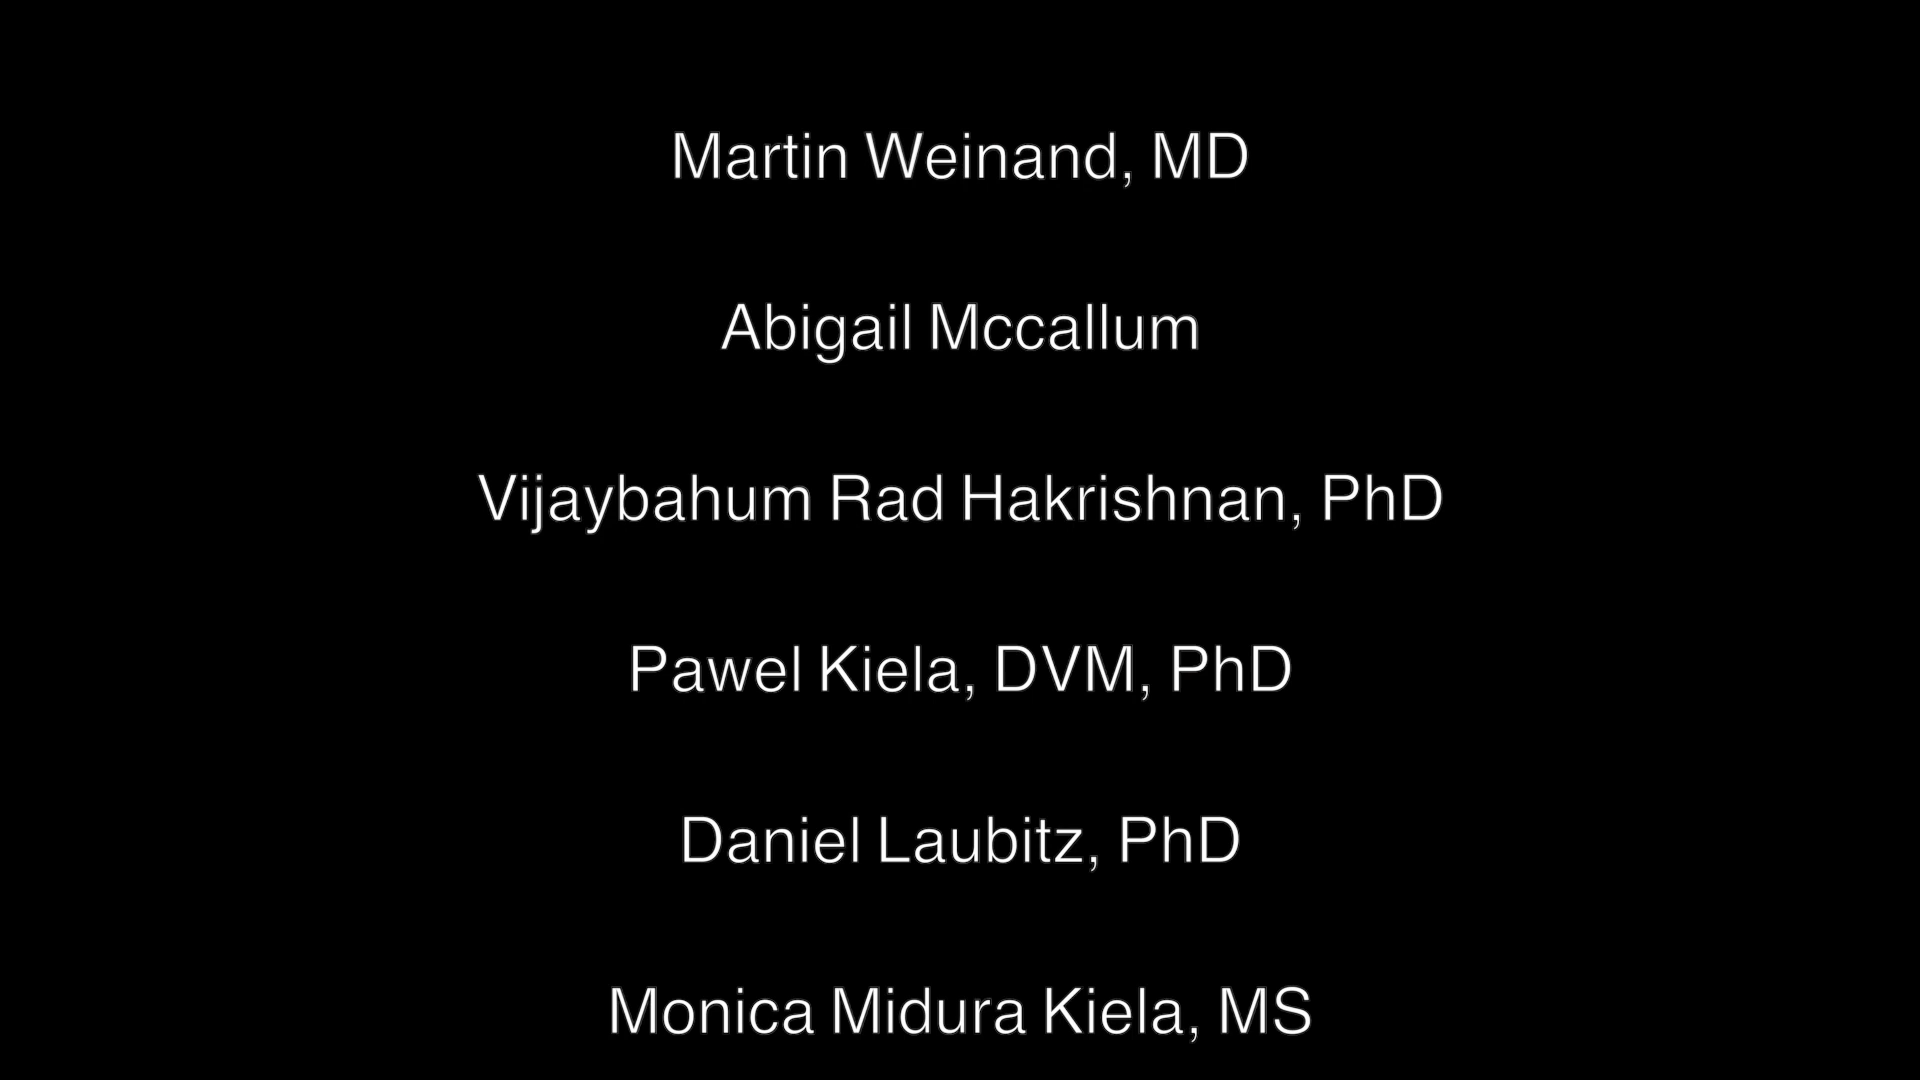 Martin Weinand, MD
Abigail Mccallum
Vijaybahum Rad Hakrishnan, PhD
Pawel Kiela, DVM, PhD
Daniel Laubitz, PhD
Monica Midura Kiela, MS